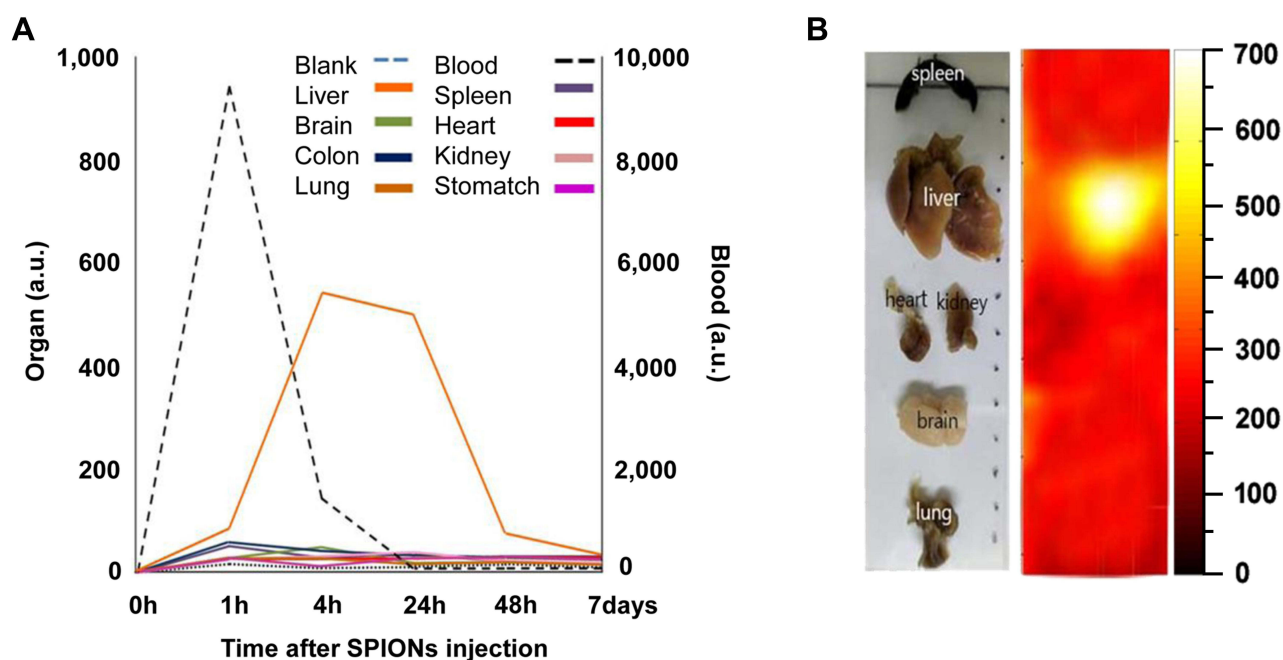 A
B
1,000
800
600
400
200
0
Organ (a.u.)
Blank
Blood
Liver
Spleen
Brain
Heart
Colon
Kidney
Lung
Stomatch
10,000
8,000
6,000
4,000
2,000
0
Blood (a.u.)
0h 1h 4h 24h 48h 7days
Time after SPIONs injection
spleen
liver
heart kidney
brain
lung
700
600
500
400
300
200
100
0